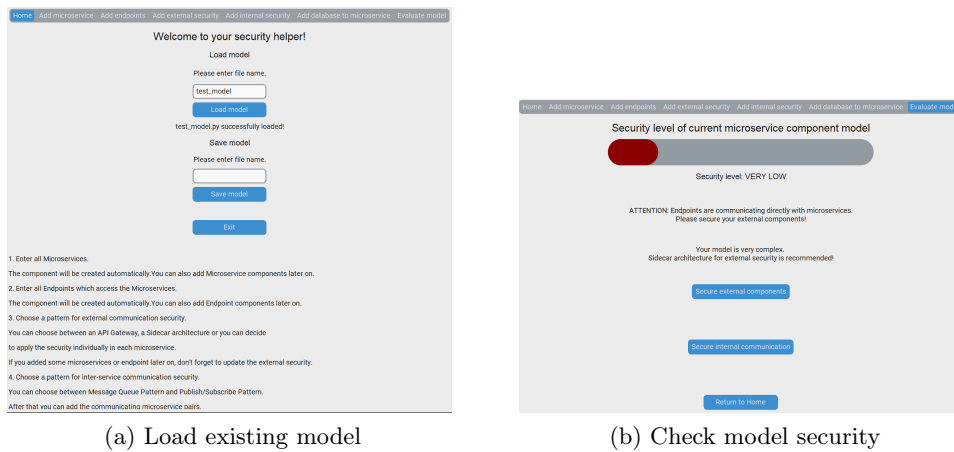 Home Add microservice Add endpoints Add external security Add internal security Add database to microservice Evaluate model
Welcome to your security helper!
Load model
Please enter file name.
test_model
Load model
test_model.py successfully loaded!
Save model
Please enter file name.
Save model
Exit
1. Enter all Microservices.
The component will be created automatically.You can also add Microservice components later on.
2. Enter all Endpoints which access the Microservices.
The component will be created automatically.You can also add Endpoint components later on.
3. Choose a pattern for external communication security.
You can choose between an API Gateway, a Sidecar architecture or you can decide
to apply the security individually in each microservice.
If you added some microservices or endpoint later on, don't forget to update the external security.
4. Choose a pattern for inter-service communication security.
You can choose between Message Queue Pattern and Publish/Subscribe Pattern.
After that you can add the communicating microservice pairs.
(a) Load existing model
Home Add microservice Add endpoints Add external security Add internal security Add database to microservice Evaluate mod
Security level of current microservice component model
Security level: VERY LOW
ATTENTION: Endpoints are communicating directly with microservices.
Please secure your external components!
Your model is very complex.
Sidecar architecture for external security is recommended!
Secure external components
Secure internal communication
Return to Home
(b) Check model security